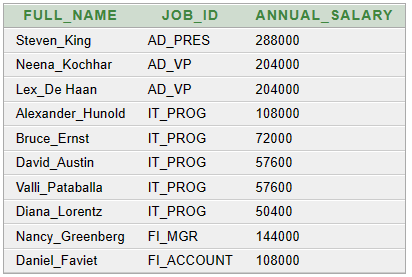 FULL_NAME JOB_ID ANNUAL_SALARY
Steven_King AD_PRES 288000
Neena_Kochhar AD_VP 204000
Lex_De Haan AD_VP 204000
Alexander_Hunold IT_PROG 108000
Bruce_Ernst IT_PROG 72000
David_Austin IT_PROG 57600
Valli_Pataballa IT_PROG 57600
Diana_Lorentz IT_PROG 50400
Nancy_Greenberg FI_MGR 144000
Daniel_Faviet FI_ACCOUNT 108000